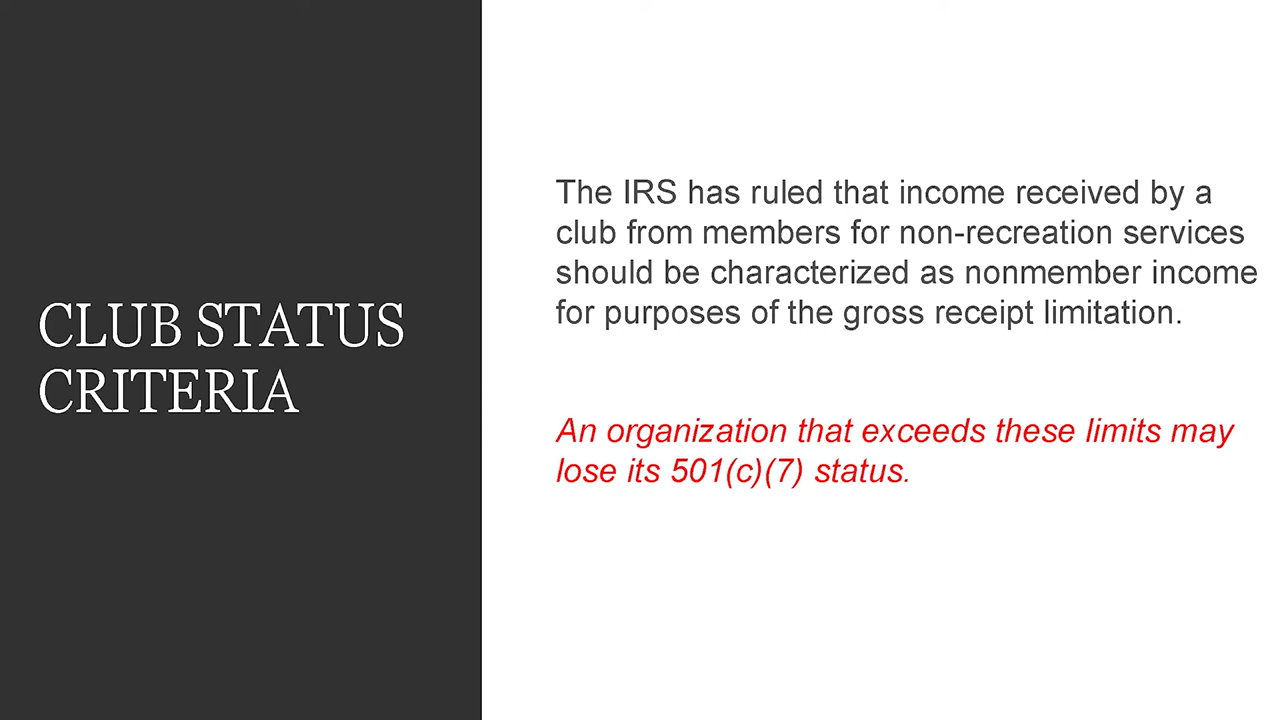 CLUB STATUS
CRITERIA
The IRS has ruled that income received by a
club from members for non-recreation services
should be characterized as nonmember income
for purposes of the gross receipt limitation.
An organization that exceeds these limits may
lose its 501(c)(7) status.